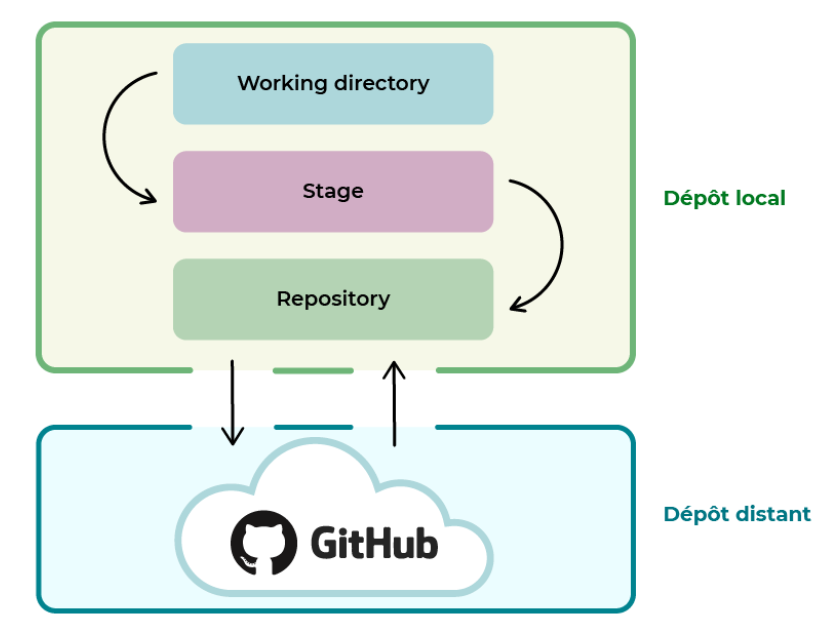 Working directory
Stage
Dépôt local
Repository
GitHub
Dépôt distant